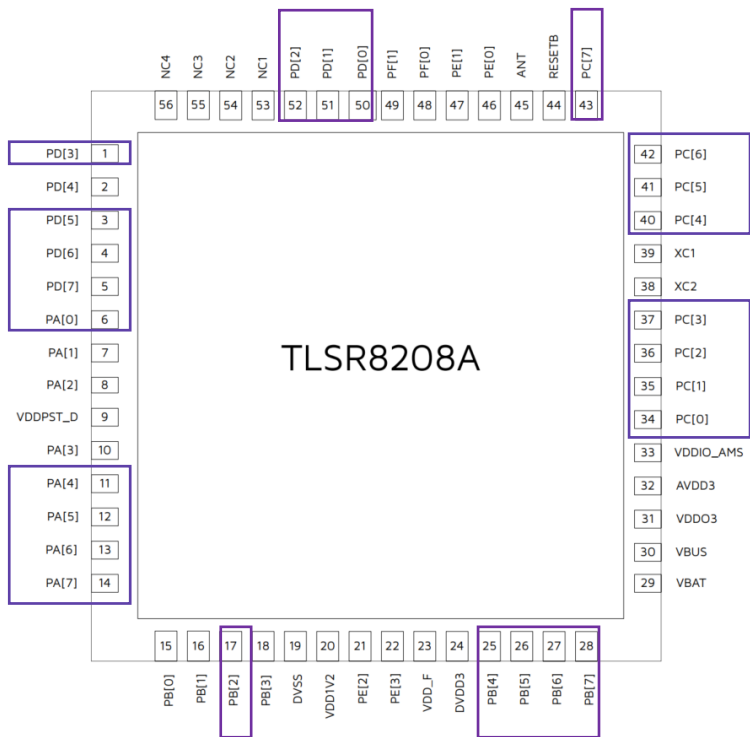 NC4
NC3
NC2
NC1
PD[2]
PD[1]
PD[0]
PF[1]
PF[0]
PE[1]
PE[0]
ANT
RESETB
PC[7]
56
55
54
53
52
51
50
49
48
47
46
45
44
43
PD[3] 1
PD[4] 2
PD[5] 3
PD[6] 4
PD[7] 5
PA[0] 6
PA[1] 7
PA[2] 8
VDDPST_D 9
PA[3] 10
PA[4] 11
PA[5] 12
PA[6] 13
PA[7] 14
TLSR8208A
42 PC[6]
41 PC[5]
40 PC[4]
39 XC1
38 XC2
37 PC[3]
36 PC[2]
35 PC[1]
34 PC[0]
33 VDDIO_AMS
32 AVDD3
31 VDDO3
30 VBUS
29 VBAT
15
16
17
18
19
20
21
22
23
24
25
26
27
28
PB[0]
PB[1]
PB[2]
PB[3]
DVSS
VDD1V2
PE[2]
PE[3]
VDD_F
DVDD3
PB[4]
PB[5]
PB[6]
PB[7]